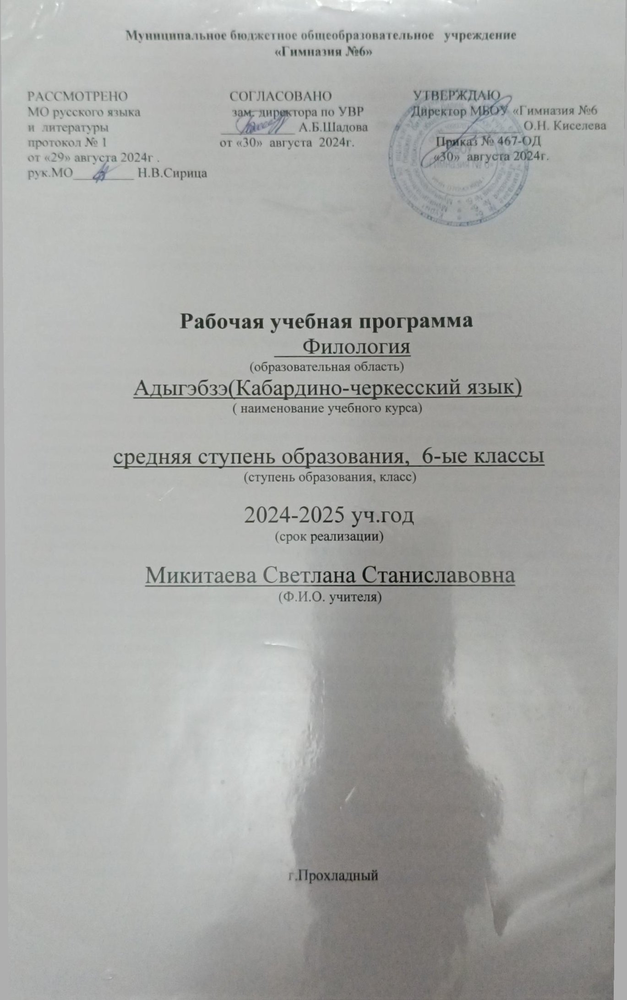 Муниципальное бюджетное общеобразовательное учреждение
«Гимназия №6»
РАССМОТРЕНО
МО русского языка
и литературы
протокол № 1
от «29» августа 2024г .
рук.МО_________ Н.В.Сирица
СОГЛАСОВАНО
зам. директора по УВР
___________ А.Б.Шадова
от «30» августа 2024г.
УТВЕРЖДАЮ
Директор МБОУ «Гимназия №6
___________ О.Н. Киселева
Приказ № 467-ОД
«30» августа 2024г.
Рабочая учебная программа
Филология
(образовательная область)
Адыгэбзэ(Кабардино-черкесский язык)
( наименование учебного курса)
средняя ступень образования, 6-ые классы
(ступень образования, класс)
2024-2025 уч.год
(срок реализации)
Микитаева Светлана Станиславовна
(Ф.И.О. учителя)
г.Прохладный